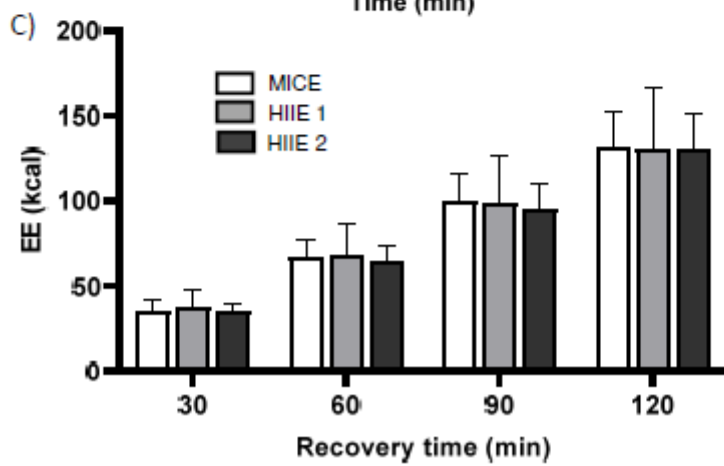 Time (min)
C)
200
MICE
HIIE 1
HIIE 2
150
EE (kcal)
100
50
0
30 60 90 120
Recovery time (min)